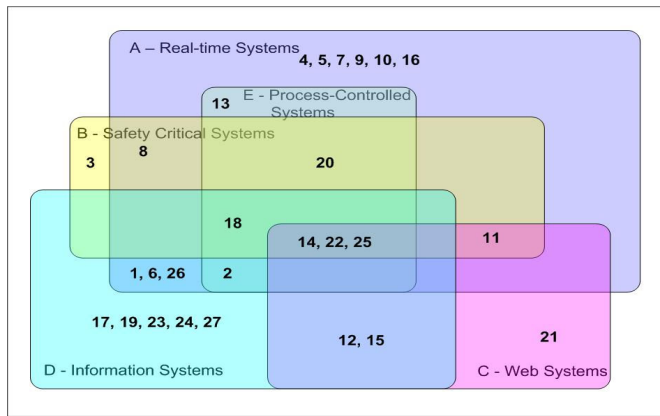 A – Real-time Systems
4, 5, 7, 9, 10, 16
E - Process-Controlled
Systems
13
B - Safety Critical Systems
3
8
20
18
14, 22, 25
11
1, 6, 26
2
17, 19, 23, 24, 27
12, 15
21
D - Information Systems
C - Web Systems